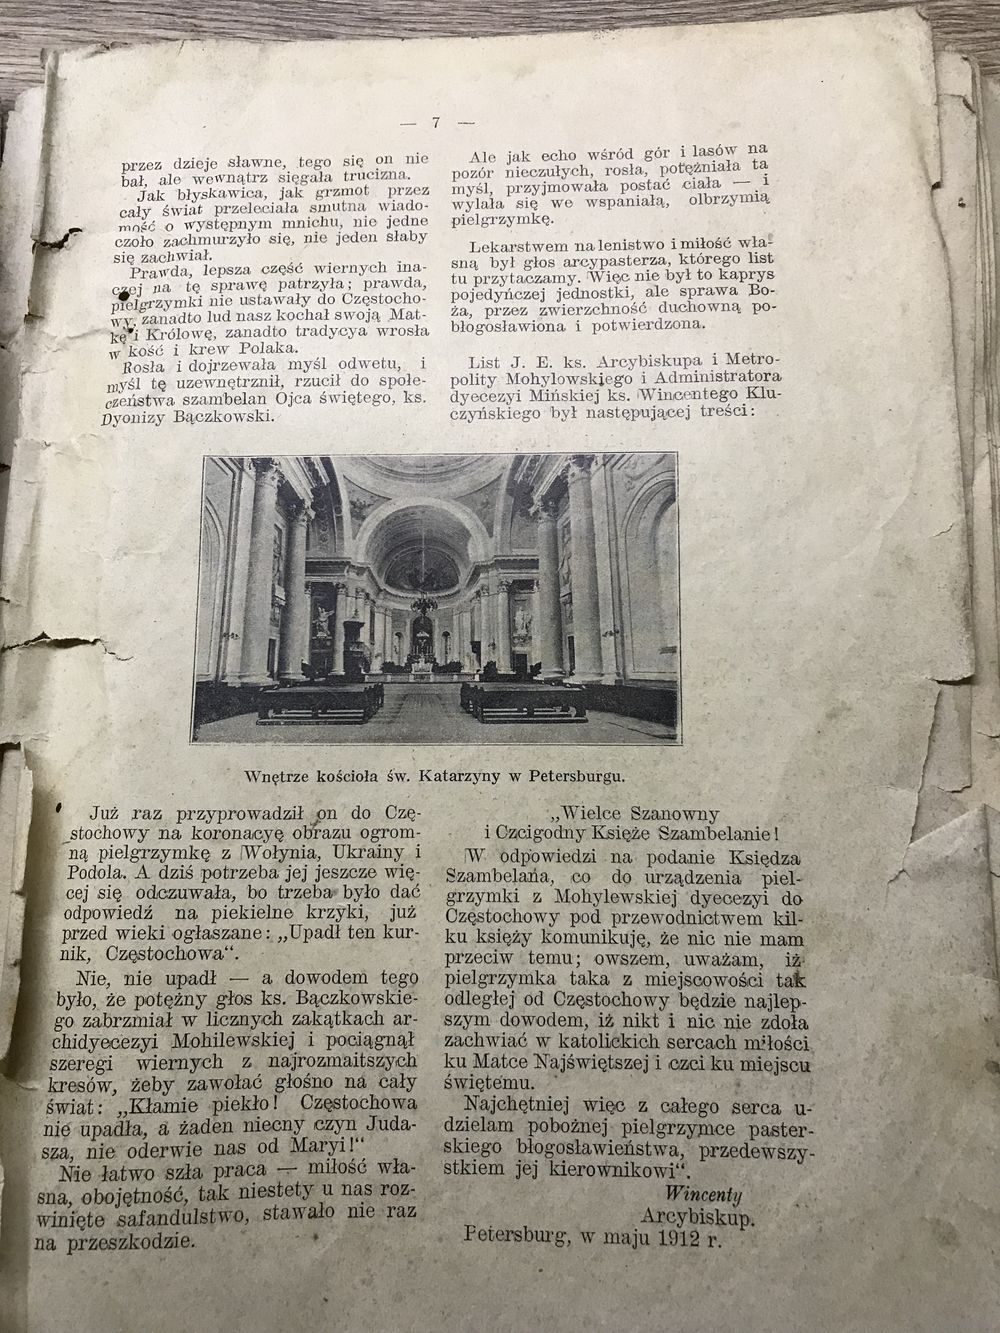 — 7 —
przez dzieje sławne, tego się on nie
bał, ale wewnątrz sięgała trucizna.
Jak błyskawica, jak grzmot przez
cały świat przeleciała smutna wiado-
mość o występnym mnichu, nie jedne
czoło zachmurzyło się, nie jeden słaby
się zachwiał.
Prawda, lepsza część wiernych ina-
czej na tę sprawę patrzyła; prawda,
pielgrzymki nie ustawały do Częstocho-
wy, zanadto lud nasz kochał swoją Mat-
kę i Królowę, zanadto tradycya wrosła
w kość i krew Polaka.
Rosła i dojrzewała myśl odwetu, i
myśl tę uzewnętrznił, rzucił do społe-
czeństwa szambelan Ojca świętego, ks.
Dyonizy Bączkowski.
Ale jak echo wśród gór i lasów na
pozór nieczułych, rosła, potężniała ta
myśl, przyjmowała postać ciała — i
wylała się we wspaniałą, olbrzymią
pielgrzymkę.
Lekarstwem na lenistwo i miłość wła-
sną był głos arcypasterza, którego list
tu przytaczamy. Więc nie był to kaprys
pojedyńczej jednostki, ale sprawa Bo-
ża, przez zwierzchność duchowną po-
błogosławiona i potwierdzona.
List J. E. ks. Arcybiskupa i Metro-
polity Mohylowskiego i Administratora
dyecezyi Mińskiej ks. Wincentego Klu-
czyńskiego był następującej treści:
Wnętrze kościoła św. Katarzyny w Petersburgu.
Już raz przyprowadził on do Czę-
stochowy na koronacyę obrazu ogrom-
ną pielgrzymkę z Wołynia, Ukrainy i
Podola. A dziś potrzeba jej jeszcze wię-
cej się odczuwała, bo trzeba było dać
odpowiedź na piekielne krzyki, już
przed wieki ogłaszane: „Upadł ten kur-
nik, Częstochowa“.
Nie, nie upadł — a dowodem tego
było, że potężny głos ks. Bączkowskie-
go zabrzmiał w licznych zakątkach ar-
chidyecezyi Mohilewskiej i pociągnął
szeregi wiernych z najrozmaitszych
kresów, żeby zawołać głośno na cały
świat: „Kłamie piekło! Częstochowa
nie upadła, a żaden niecny czyn Juda-
sza, nie oderwie nas od Maryi!“
Nie łatwo szła praca — miłość wła-
sna, obojętność, tak niestety u nas roz-
winięte safandulstwo, stawało nie raz
na przeszkodzie.
„Wielce Szanowny
i Czcigodny Księże Szambelanie!
W odpowiedzi na podanie Księdza
Szambelana, co do urządzenia piel-
grzymki z Mohylewskiej dyecezyi do
Częstochowy pod przewodnictwem kil-
ku księży komunikuję, że nic nie mam
przeciw temu; owszem, uważam, iż
pielgrzymka taka z miejscowości tak
odległej od Częstochowy będzie najlep-
szym dowodem, iż nikt i nic nie zdoła
zachwiać w katolickich sercach miłości
ku Matce Najświętszej i czci ku miejscu
świętemu.
Najchętniej więc z całego serca u-
dzielam pobożnej pielgrzymce paster-
skiego błogosławieństwa, przedewszy-
stkiem jej kierownikowi“.
Wincenty
Arcybiskup.
Petersburg, w maju 1912 r.